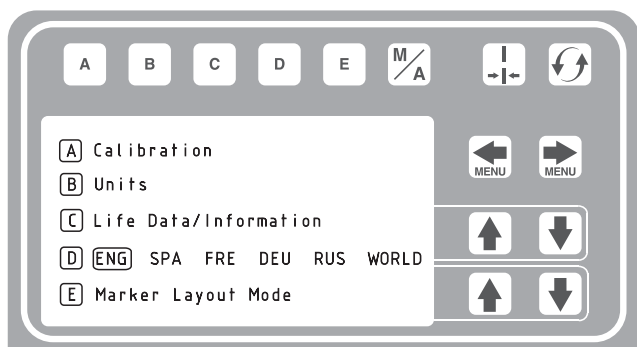 A B C D E M/A
MENU MENU
A Calibration
B Units
C Life Data/Information
D ENG SPA FRE DEU RUS WORLD
E Marker Layout Mode